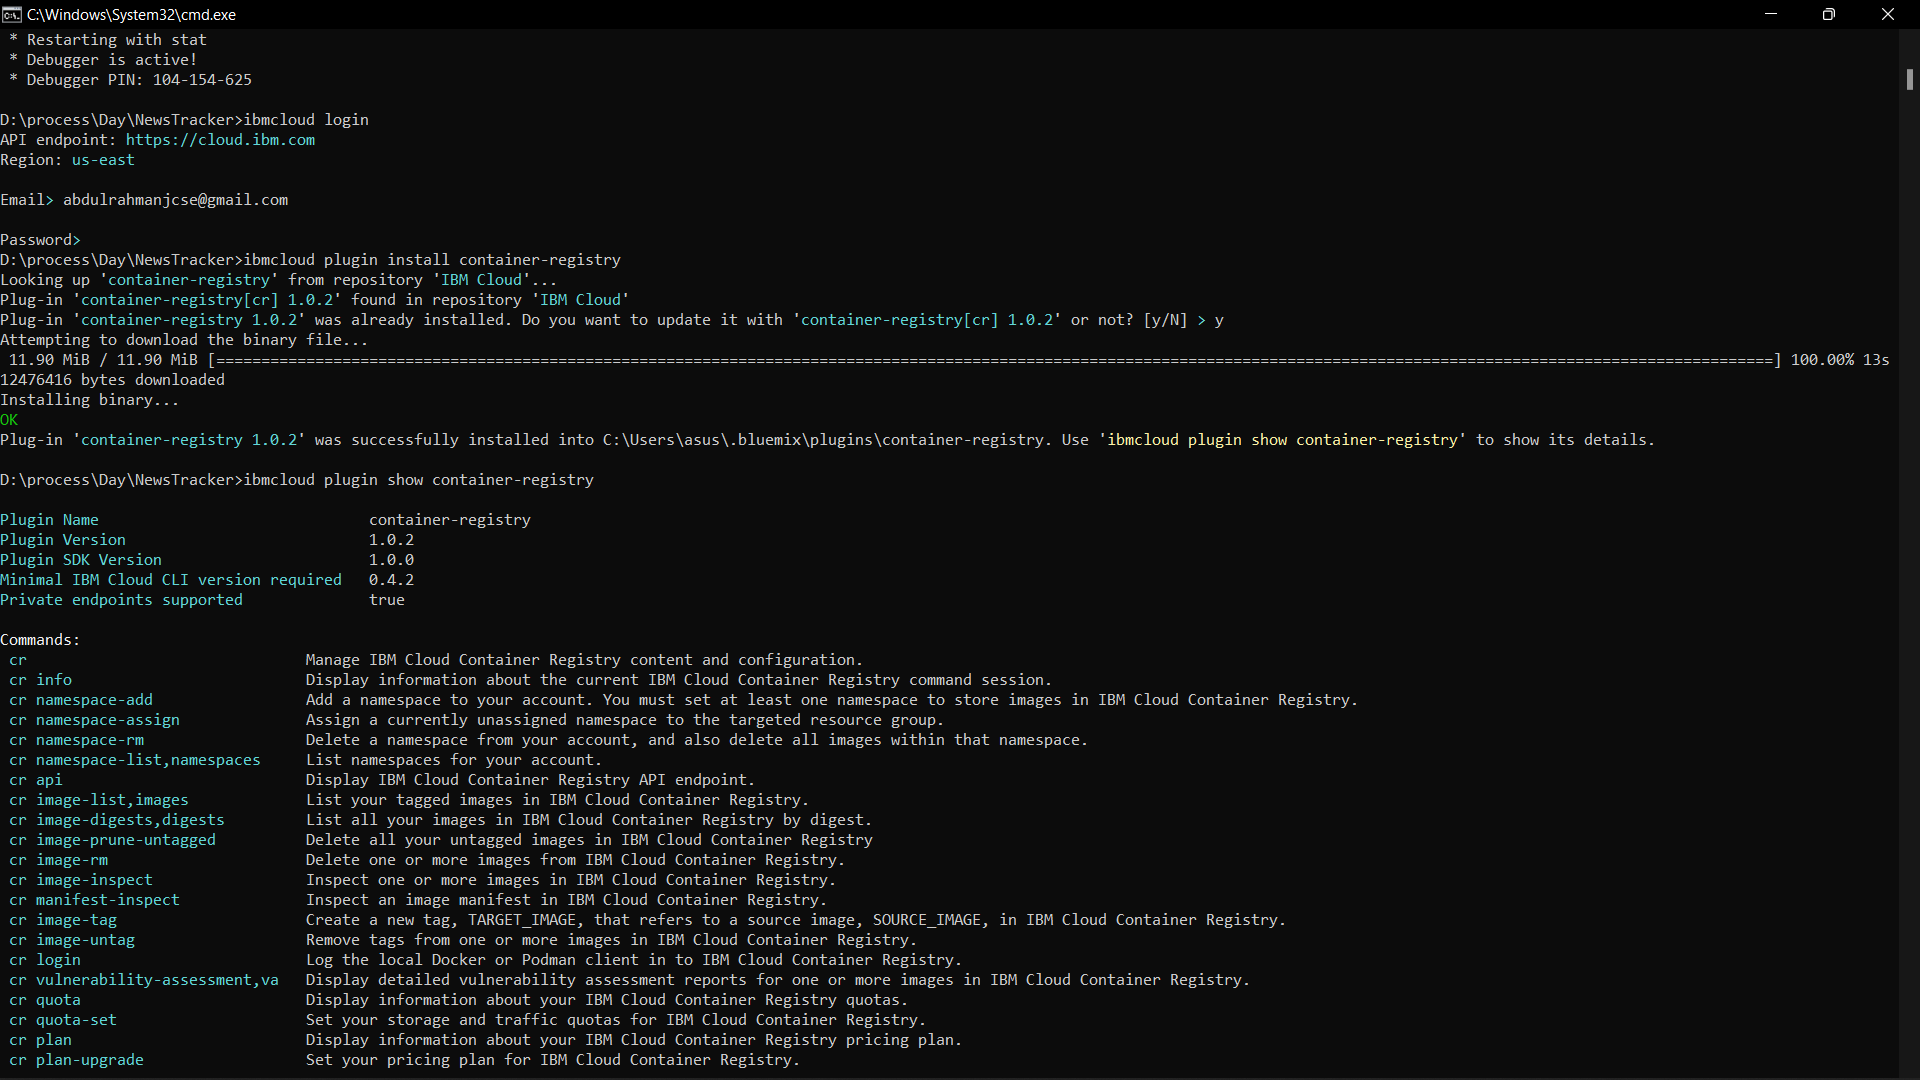 C:\Windows\System32\cmd.exe
* Restarting with stat
* Debugger is active!
* Debugger PIN: 104-154-625
D:\process\Day\NewsTracker>ibmcloud login
API endpoint: https://cloud.ibm.com
Region: us-east
Email> abdulrahmanjcse@gmail.com
Password>
D:\process\Day\NewsTracker>ibmcloud plugin install container-registry
Looking up 'container-registry' from repository 'IBM Cloud'...
Plug-in 'container-registry[cr] 1.0.2' found in repository 'IBM Cloud'
Plug-in 'container-registry 1.0.2' was already installed. Do you want to update it with 'container-registry[cr] 1.0.2' or not? [y/N] > y
Attempting to download the binary file...
11.90 MiB / 11.90 MiB [=============================================================================================================================================================================] 100.00% 13s
12476416 bytes downloaded
Installing binary...
OK
Plug-in 'container-registry 1.0.2' was successfully installed into C:\Users\asus\.bluemix\plugins\container-registry. Use 'ibmcloud plugin show container-registry' to show its details.
D:\process\Day\NewsTracker>ibmcloud plugin show container-registry
Plugin Name container-registry
Plugin Version 1.0.2
Plugin SDK Version 1.0.0
Minimal IBM Cloud CLI version required 0.4.2
Private endpoints supported true
Commands:
cr Manage IBM Cloud Container Registry content and configuration.
cr info Display information about the current IBM Cloud Container Registry command session.
cr namespace-add Add a namespace to your account. You must set at least one namespace to store images in IBM Cloud Container Registry.
cr namespace-assign Assign a currently unassigned namespace to the targeted resource group.
cr namespace-rm Delete a namespace from your account, and also delete all images within that namespace.
cr namespace-list,namespaces List namespaces for your account.
cr api Display IBM Cloud Container Registry API endpoint.
cr image-list,images List your tagged images in IBM Cloud Container Registry.
cr image-digests,digests List all your images in IBM Cloud Container Registry by digest.
cr image-prune-untagged Delete all your untagged images in IBM Cloud Container Registry
cr image-rm Delete one or more images from IBM Cloud Container Registry.
cr image-inspect Inspect one or more images in IBM Cloud Container Registry.
cr manifest-inspect Inspect an image manifest in IBM Cloud Container Registry.
cr image-tag Create a new tag, TARGET_IMAGE, that refers to a source image, SOURCE_IMAGE, in IBM Cloud Container Registry.
cr image-untag Remove tags from one or more images in IBM Cloud Container Registry.
cr login Log the local Docker or Podman client in to IBM Cloud Container Registry.
cr vulnerability-assessment,va Display detailed vulnerability assessment reports for one or more images in IBM Cloud Container Registry.
cr quota Display information about your IBM Cloud Container Registry quotas.
cr quota-set Set your storage and traffic quotas for IBM Cloud Container Registry.
cr plan Display information about your IBM Cloud Container Registry pricing plan.
cr plan-upgrade Set your pricing plan for IBM Cloud Container Registry.